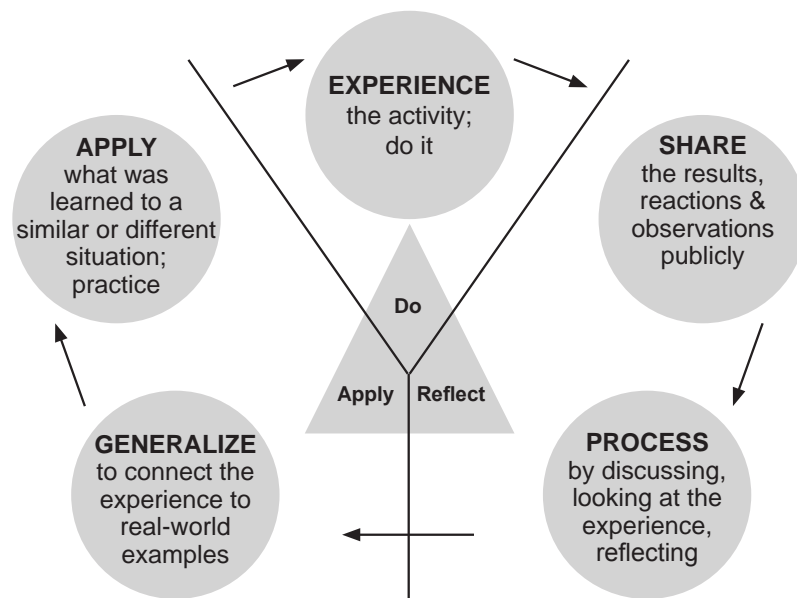 EXPERIENCE
the activity;
do it
SHARE
the results,
reactions &
observations
publicly
PROCESS
by discussing,
looking at the
experience,
reflecting
GENERALIZE
to connect the
experience to
real-world
examples
APPLY
what was
learned to a
similar or different
situation;
practice
Do
Apply
Reflect